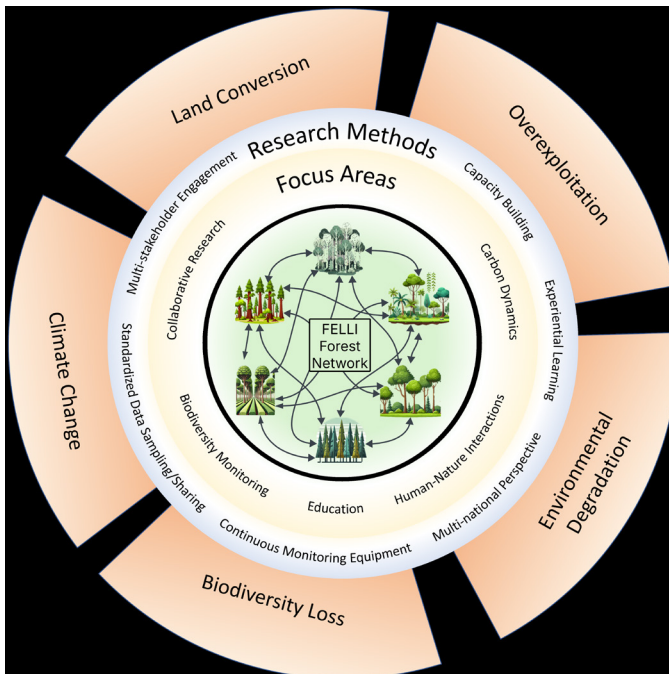 Land Conversion
Overexploitation
Environmental
Degradation
Biodiversity Loss
Climate Change
Research Methods
Multi-stakeholder Engagement
Capacity Building
Experiential Learning
Multi-national Perspective
Continuous Monitoring Equipment
Standardized Data Sampling/Sharing
Focus Areas
Collaborative Research
Carbon Dynamics
Human-Nature Interactions
Education
Biodiversity Monitoring
FELLI
Forest
Network